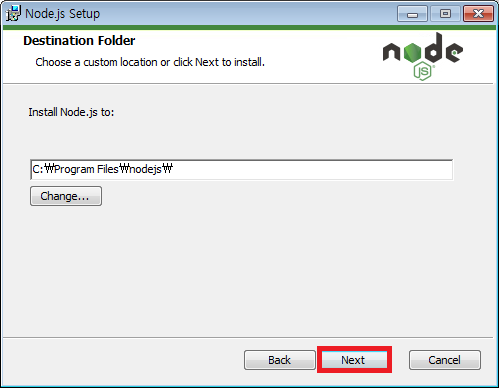 Node.js Setup
Destination Folder
Choose a custom location or click Next to install.
node
JS
Install Node.js to:
C:₩Program Files₩nodejs₩
Change...
Back
Next
Cancel